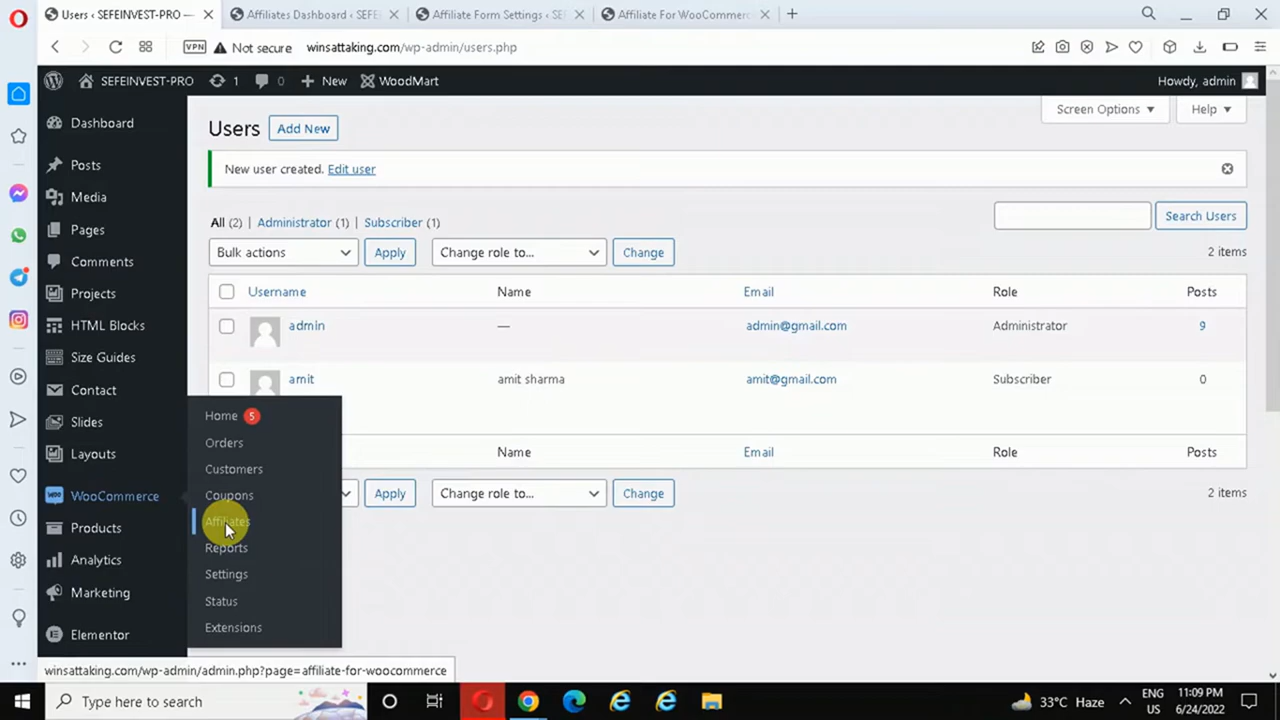 Users ‹ SEFEINVEST-PRO —
Affiliates Dashboard ‹ SEFE
Affiliate Form Settings ‹ SEF
Affiliate For WooCommerc
VPN
Not secure
winsattaking.com/wp-admin/users.php
SEFEINVEST-PRO
1
0
New
WoodMart
Howdy, admin
Dashboard
Posts
Media
Pages
Comments
Projects
HTML Blocks
Size Guides
Contact
Slides
Layouts
WooCommerce
Products
Analytics
Marketing
Elementor
Home 5
Orders
Customers
Coupons
Affiliates
Reports
Settings
Status
Extensions
Screen Options
Help
Users
Add New
New user created. Edit user
All (2) | Administrator (1) | Subscriber (1)
Search Users
Bulk actions
Apply
Change role to...
Change
2 items
Username Name Email Role Posts
admin — admin@gmail.com Administrator 9
amit amit sharma amit@gmail.com Subscriber 0
Name Email Role Posts
Apply
Change role to...
Change
2 items
winsattaking.com/wp-admin/admin.php?page=affiliate-for-woocommerce
Type here to search
33°C Haze
ENG
US
11:09 PM
6/24/2022